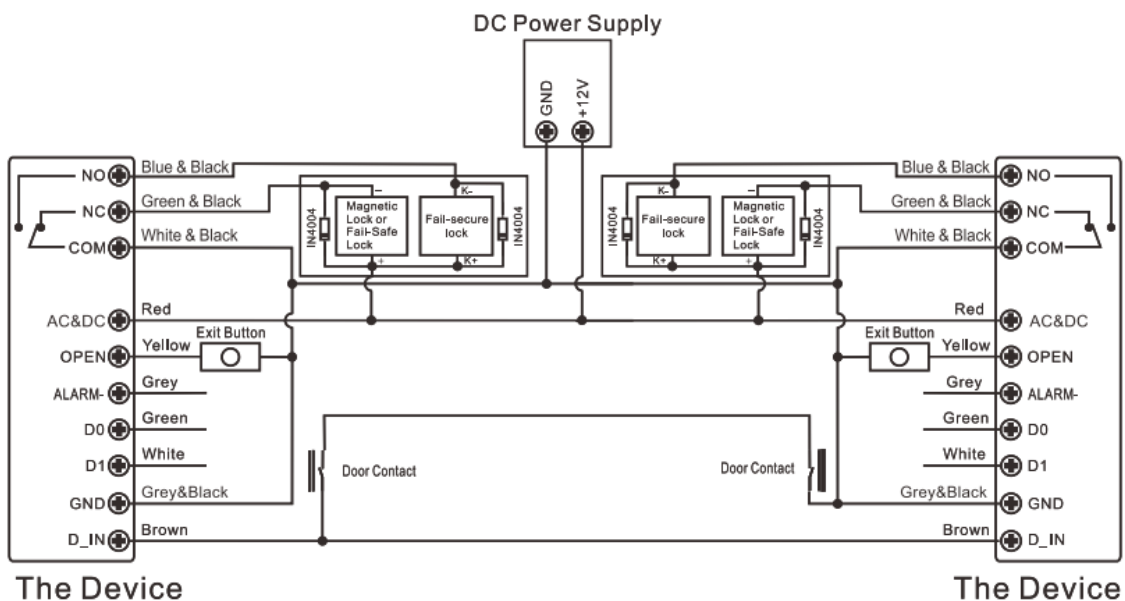 DC Power Supply
GND
+12V
NO
Blue & Black
NC
Green & Black
COM
White & Black
AC&DC
Red
OPEN
Yellow
Exit Button
ALARM-
Grey
D0
Green
D1
White
GND
Grey&Black
D_IN
Brown
IN4004
−
Magnetic
Lock or
Fail-Safe
Lock
+
K-
Fail-secure
lock
K+
IN4004
IN4004
K-
Fail-secure
lock
K+
−
Magnetic
Lock or
Fail-Safe
Lock
+
IN4004
Door Contact
Door Contact
Blue & Black
NO
Green & Black
NC
White & Black
COM
Red
AC&DC
Exit Button
Yellow
OPEN
Grey
ALARM-
Green
D0
White
D1
Grey&Black
GND
Brown
D_IN
The Device
The Device